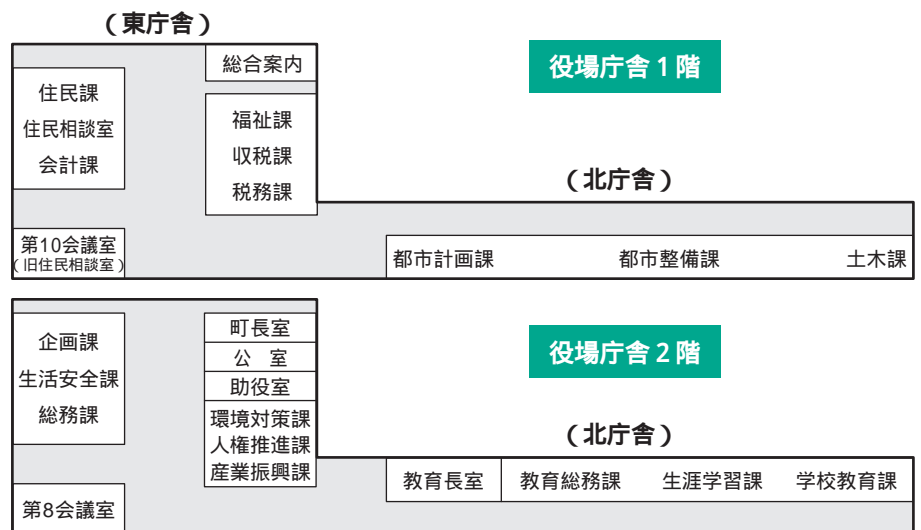 （東庁舎）
総合案内
役場庁舎1階
住民課
住民相談室
会計課
福祉課
収税課
税務課
（北庁舎）
第10会議室
（旧住民相談室）
都市計画課 都市整備課 土木課
町長室
公　室
助役室
役場庁舎2階
企画課
生活安全課
総務課
環境対策課
人権推進課
産業振興課
（北庁舎）
教育長室 教育総務課 生涯学習課 学校教育課
第8会議室